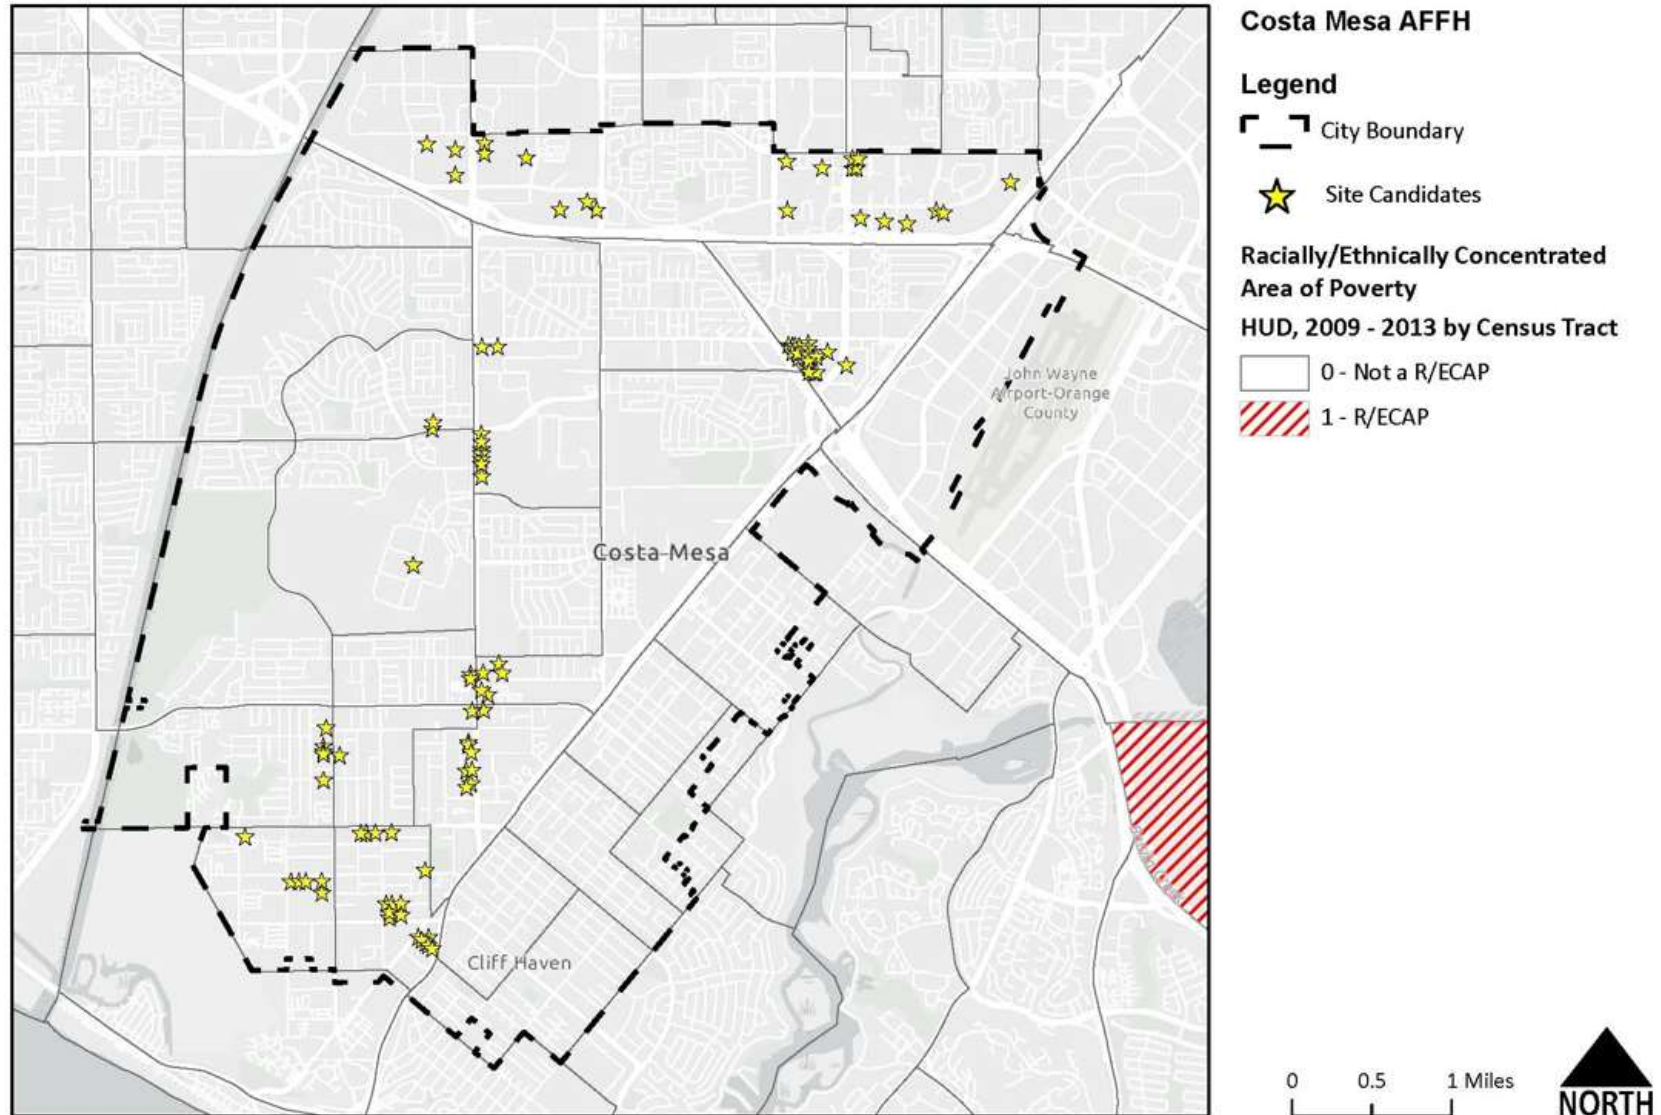 Costa Mesa AFFH
Legend
City Boundary
Site Candidates
Racially/Ethnically Concentrated
Area of Poverty
HUD, 2009 - 2013 by Census Tract
0 - Not a R/ECAP
1 - R/ECAP
John Wayne
Airport-Orange
County
Costa Mesa
Cliff Haven
0 0.5 1 Miles
NORTH